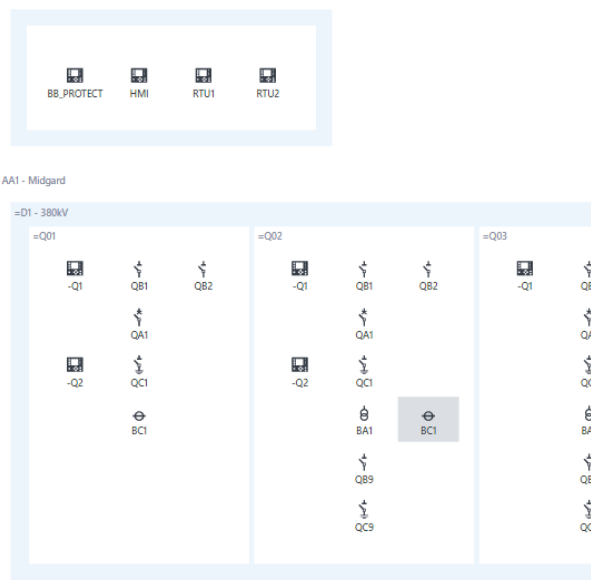 BB_PROTECT HMI RTU1 RTU2
AA1 - Midgard
=D1 - 380kV
=Q01 =Q02 =Q03
-Q1 QB1 QB2 -Q1 QB1 QB2 -Q1
QA1 QA1
-Q2 QC1 -Q2 QC1
BC1 BA1 BC1
QB9
QC9